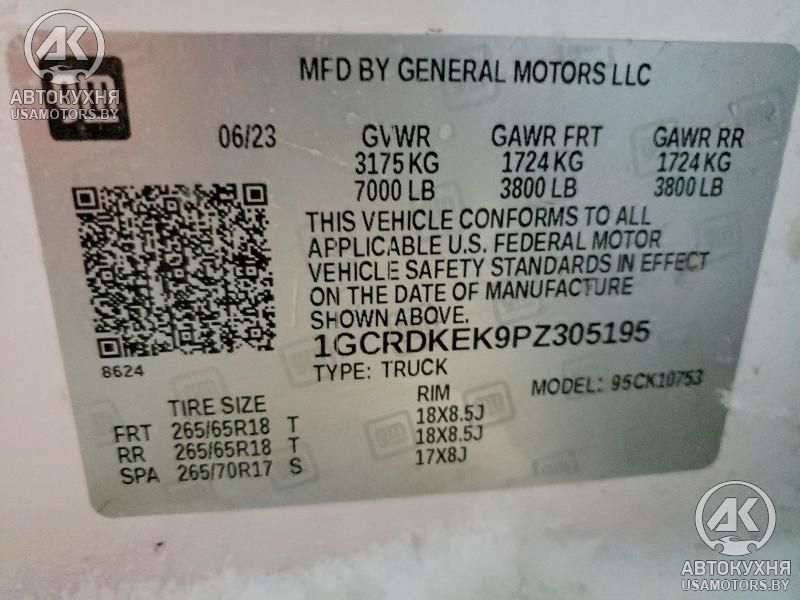 АК
АВТОКУХНЯ
USAMOTORS.BY
gm
MFD BY GENERAL MOTORS LLC
06/23 GVWR GAWR FRT GAWR RR
3175 KG 1724 KG 1724 KG
7000 LB 3800 LB 3800 LB
THIS VEHICLE CONFORMS TO ALL
APPLICABLE U.S. FEDERAL MOTOR
VEHICLE SAFETY STANDARDS IN EFFECT
ON THE DATE OF MANUFACTURE
SHOWN ABOVE.
1GCRDKEK9PZ305195
8624
TYPE: TRUCK
MODEL: 95CK10753
TIRE SIZE RIM
FRT 265/65R18 T 18X8.5J
RR 265/65R18 T 18X8.5J
SPA 265/70R17 S 17X8J
АК
АВТОКУХНЯ
USAMOTORS.BY